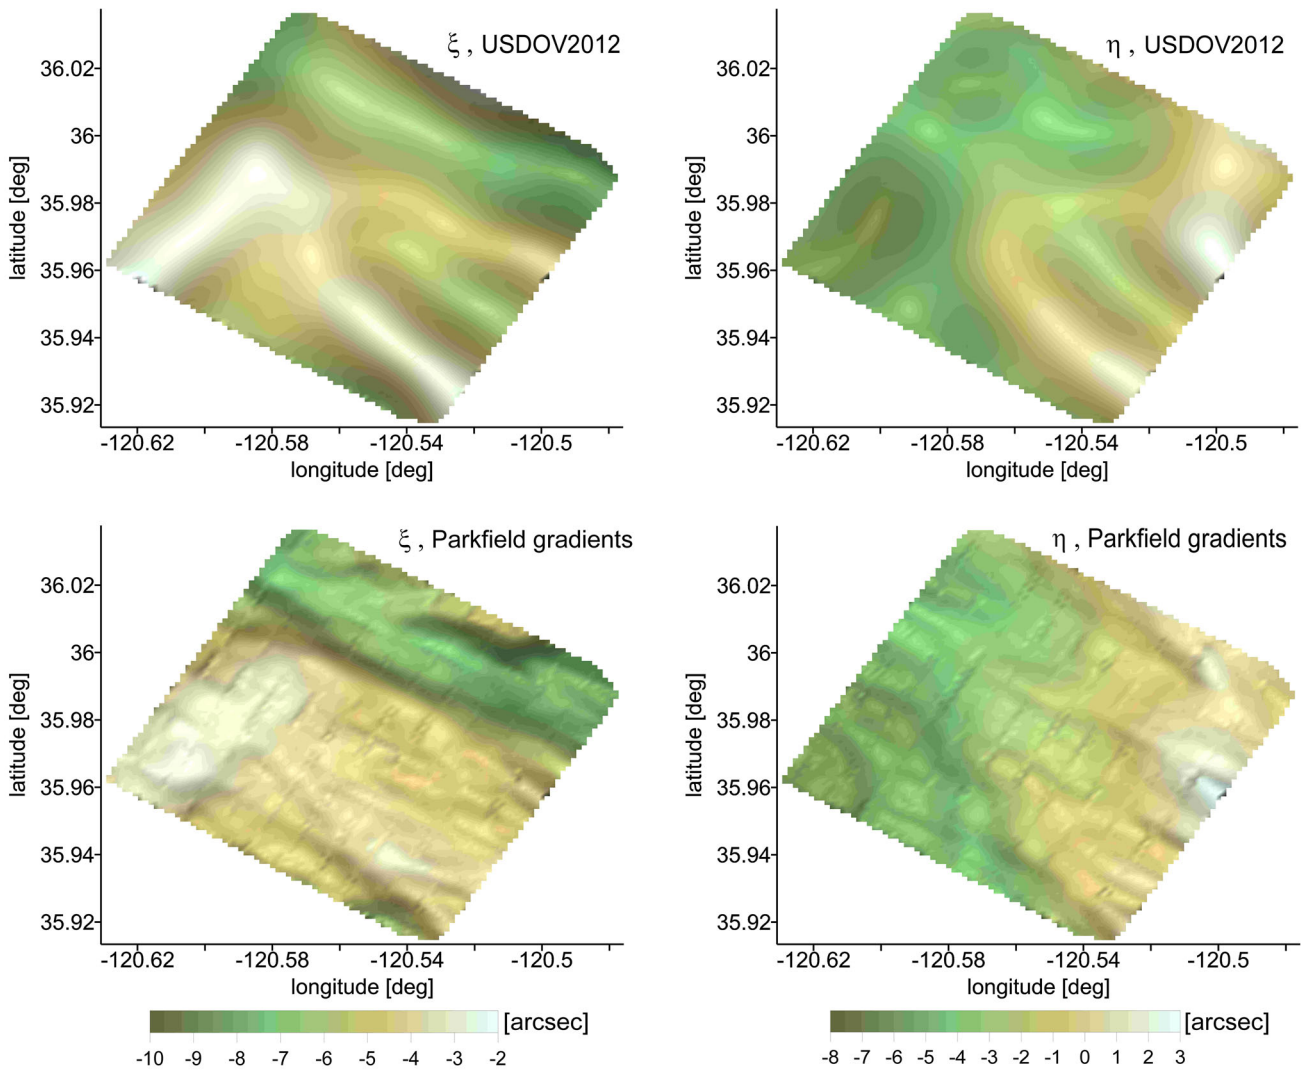 ξ , USDOV2012
36.02
36
35.98
35.96
35.94
35.92
latitude [deg]
-120.62 -120.58 -120.54 -120.5
longitude [deg]
η , USDOV2012
36.02
36
35.98
35.96
35.94
35.92
latitude [deg]
-120.62 -120.58 -120.54 -120.5
longitude [deg]
ξ , Parkfield gradients
36.02
36
35.98
35.96
35.94
35.92
latitude [deg]
-120.62 -120.58 -120.54 -120.5
longitude [deg]
η , Parkfield gradients
36.02
36
35.98
35.96
35.94
35.92
latitude [deg]
-120.62 -120.58 -120.54 -120.5
longitude [deg]
[arcsec]
-10 -9 -8 -7 -6 -5 -4 -3 -2
[arcsec]
-8 -7 -6 -5 -4 -3 -2 -1 0 1 2 3